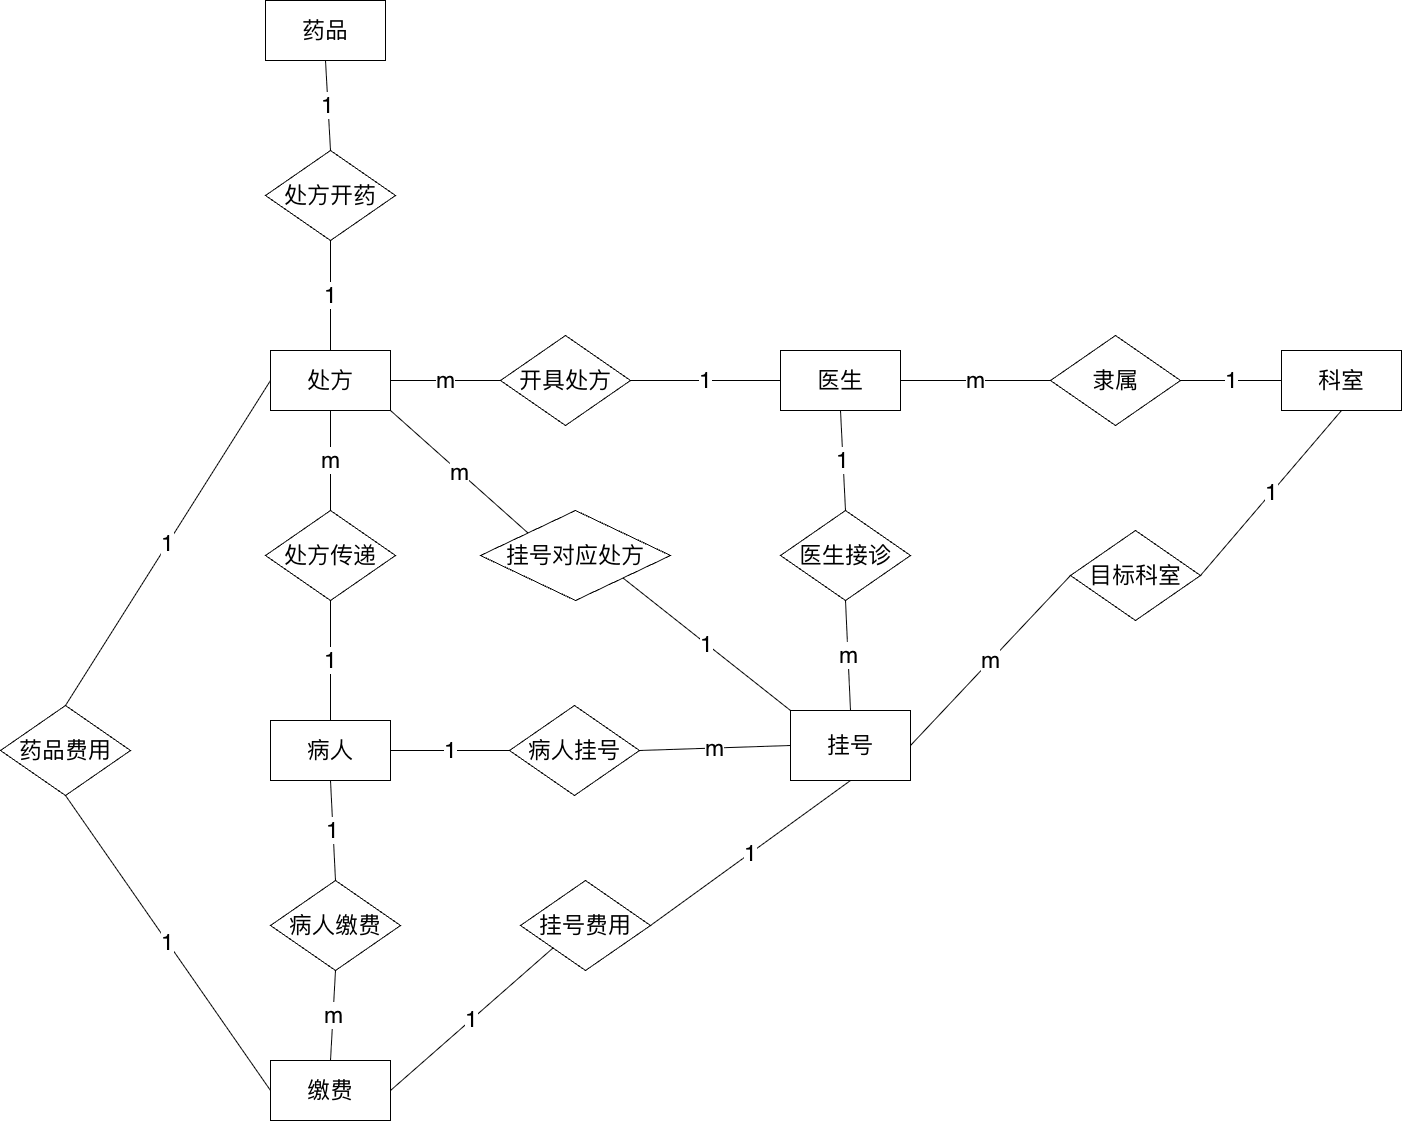 药品
1
处方开药
1
处方
m
开具处方
1
医生
m
隶属
1
科室
m
m
1
1
1
处方传递
挂号对应处方
医生接诊
目标科室
1
1
m
m
药品费用
病人
1
病人挂号
m
挂号
1
1
病人缴费
挂号费用
1
m
1
缴费